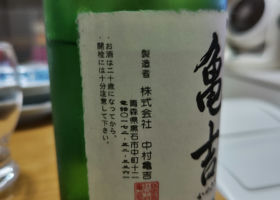 亀吉
製造者 株式会社 中村亀吉
青森県黒石市中町十二
お酒は二十歳になってから。
開栓には十分注意して下さい。